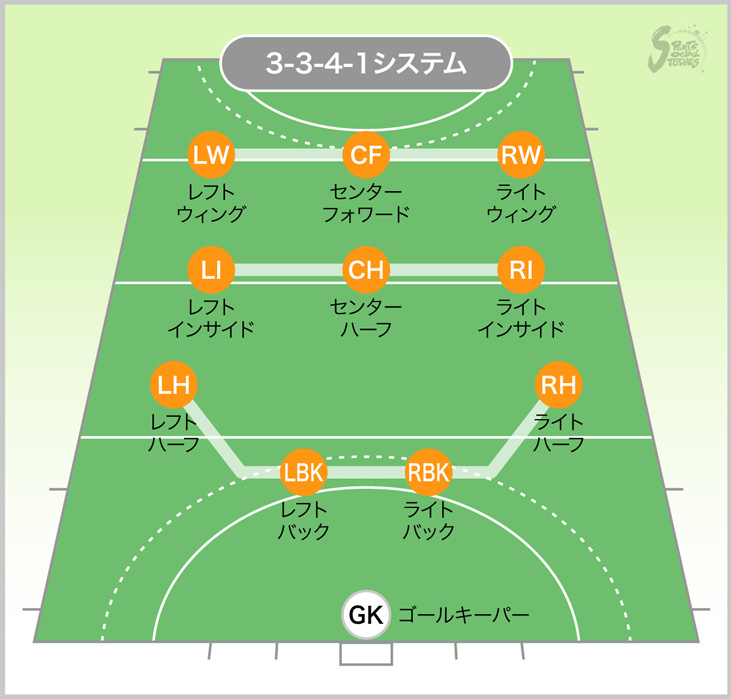 3-3-4-1システム
SPORTS
SOCIAL
STUDIES
LW
CF
RW
レフト
ウィング
センター
フォワード
ライト
ウィング
LI
CH
RI
レフト
インサイド
センター
ハーフ
ライト
インサイド
LH
RH
レフト
ハーフ
ライト
ハーフ
LBK
RBK
レフト
バック
ライト
バック
GK
ゴールキーパー